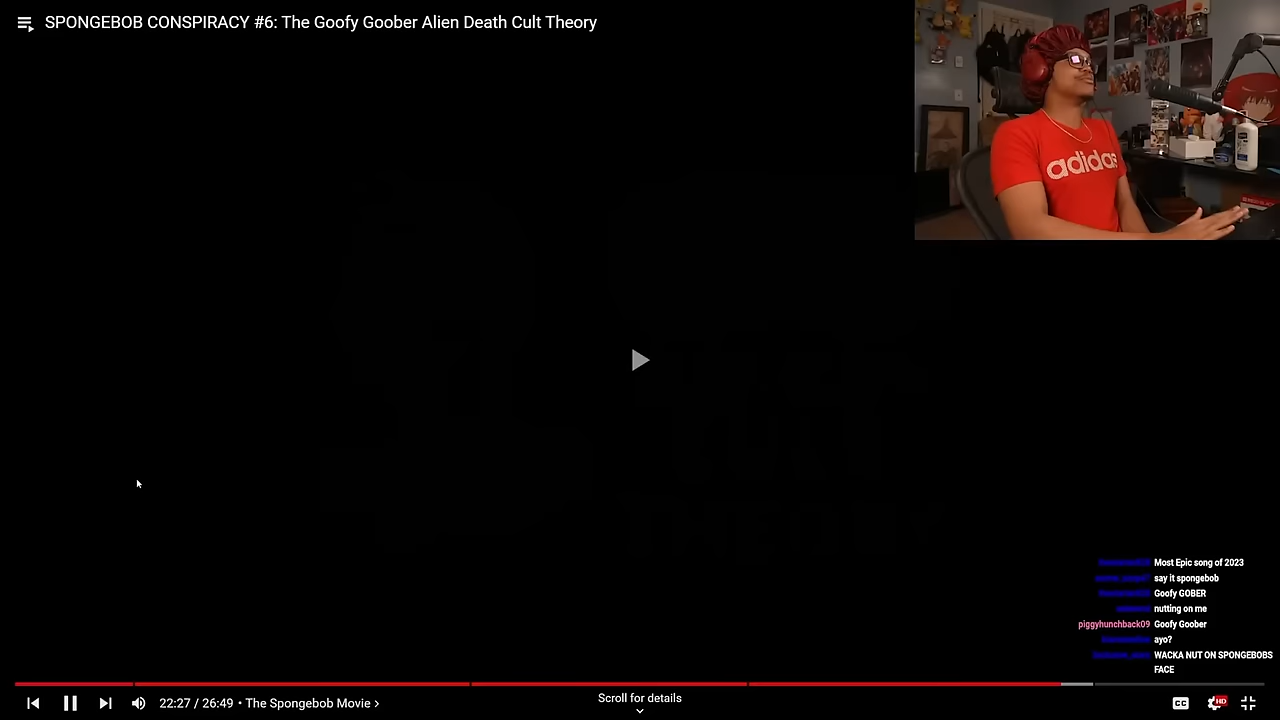 SPONGEBOB CONSPIRACY #6: The Goofy Goober Alien Death Cult Theory
adidas
Most Epic song of 2023
say it spongebob
Goofy GOBER
nutting on me
piggyhunchback09 Goofy Goober
ayo?
WACKA NUT ON SPONGEBOBS
FACE
22:27 / 26:49 • The Spongebob Movie >
Scroll for details
CC
HD